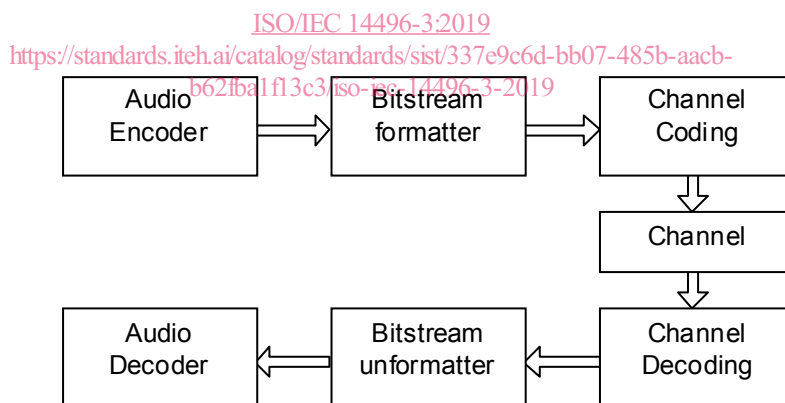 ISO/IEC 14496-3:2019
https://standards.iteh.ai/catalog/standards/sist/337e9c6d-bb07-485b-aacb-
b62fba1f13c3/iso-iec-14496-3-2019
Audio
Encoder
Bitstream
formatter
Channel
Coding
Channel
Audio
Decoder
Bitstream
unformatter
Channel
Decoding